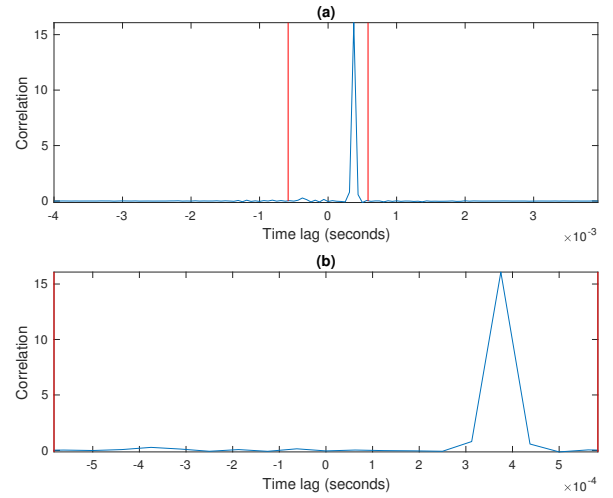 (a)
15
10
5
0
Correlation
-4 -3 -2 -1 0 1 2 3
Time lag (seconds)
×10-3
(b)
15
10
5
0
Correlation
-5 -4 -3 -2 -1 0 1 2 3 4 5
Time lag (seconds)
×10-4